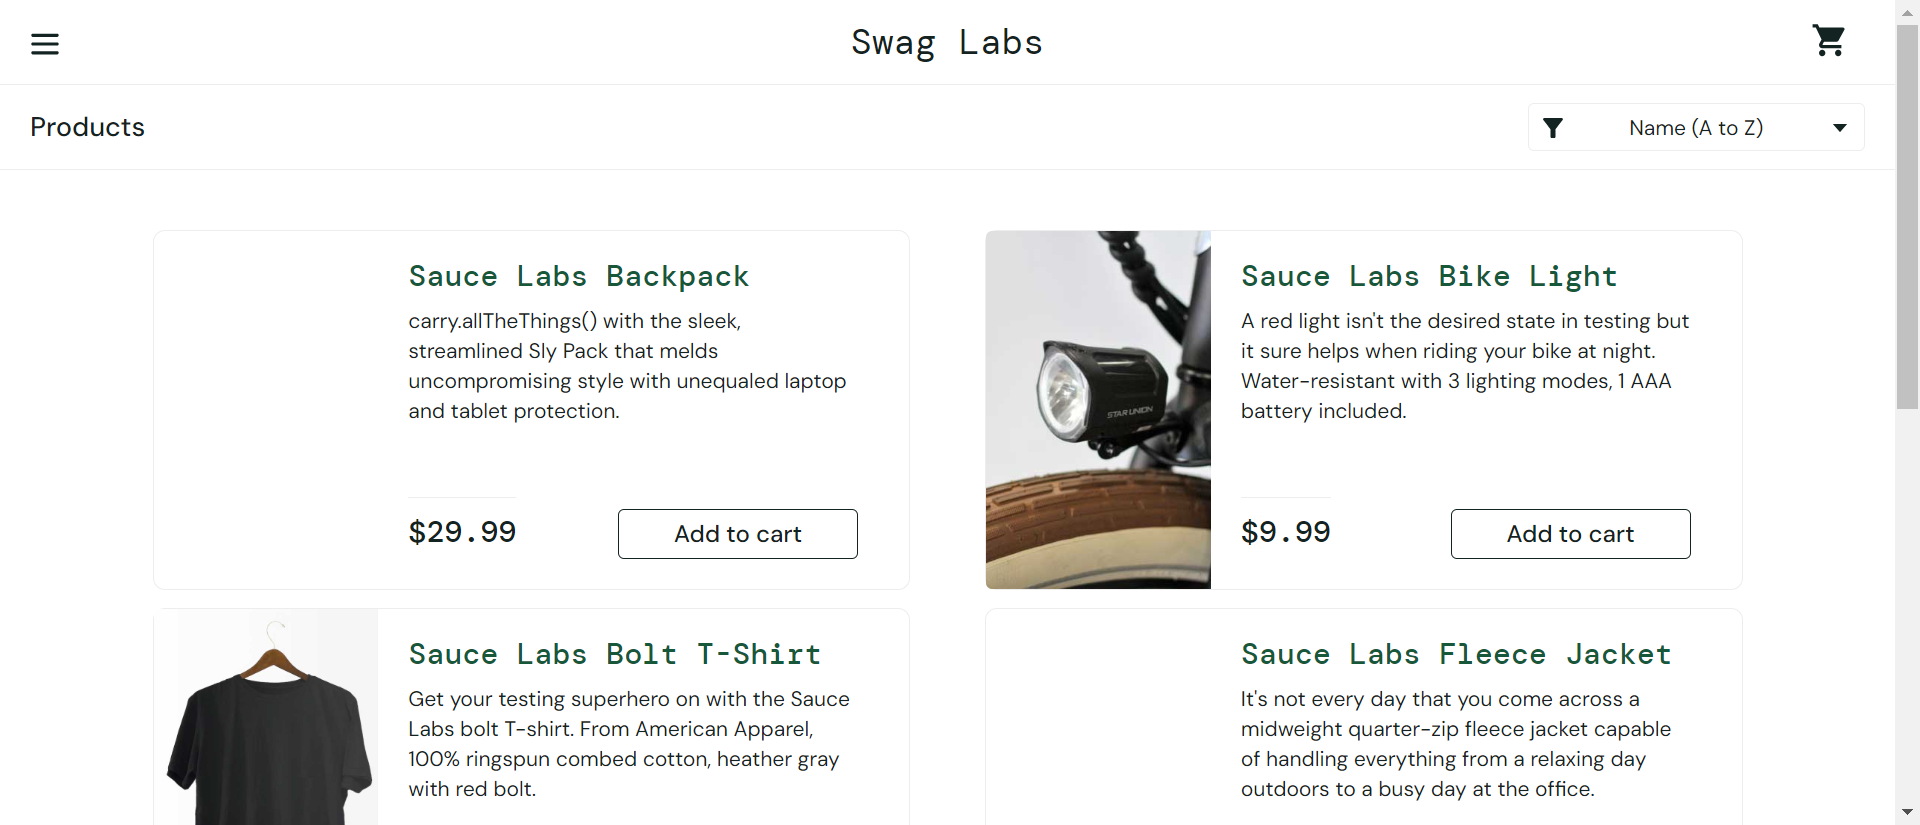 Swag Labs
Products
Name (A to Z)
Sauce Labs Backpack
carry.allTheThings() with the sleek,
streamlined Sly Pack that melds
uncompromising style with unequaled laptop
and tablet protection.
$29.99
Add to cart
STAR UNION
Sauce Labs Bike Light
A red light isn't the desired state in testing but
it sure helps when riding your bike at night.
Water-resistant with 3 lighting modes, 1 AAA
battery included.
$9.99
Add to cart
Sauce Labs Bolt T-Shirt
Get your testing superhero on with the Sauce
Labs bolt T-shirt. From American Apparel,
100% ringspun combed cotton, heather gray
with red bolt.
Sauce Labs Fleece Jacket
It's not every day that you come across a
midweight quarter-zip fleece jacket capable
of handling everything from a relaxing day
outdoors to a busy day at the office.